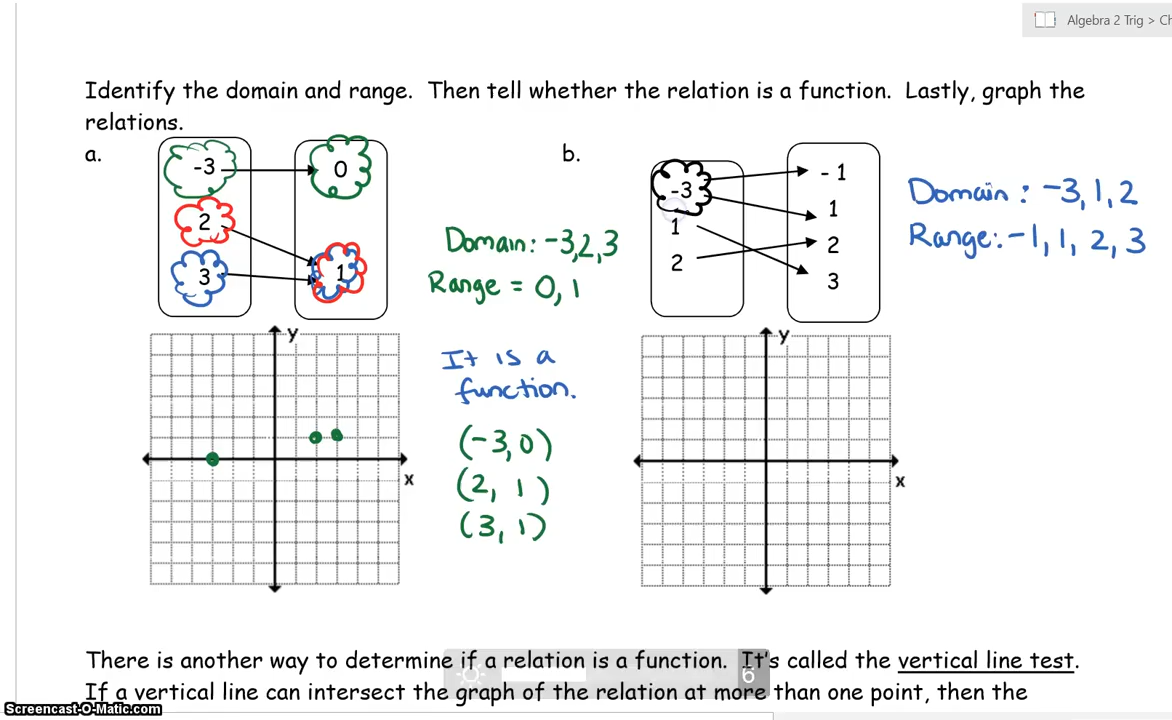 Algebra 2 Trig > Ch
Identify the domain and range. Then tell whether the relation is a function. Lastly, graph the
relations.
a.
-3
2
3
0
1
Domain: -3,2,3
Range = 0, 1
It is a
function.
(-3,0)
(2, 1)
(3, 1)
y
x
b.
-3
1
2
- 1
1
2
3
Domain: -3,1,2
Range: -1, 1, 2, 3
y
x
There is another way to determine if a relation is a function. It's called the vertical line test.
If a vertical line can intersect the graph of the relation at more than one point, then the
6
Screencast-O-Matic.com